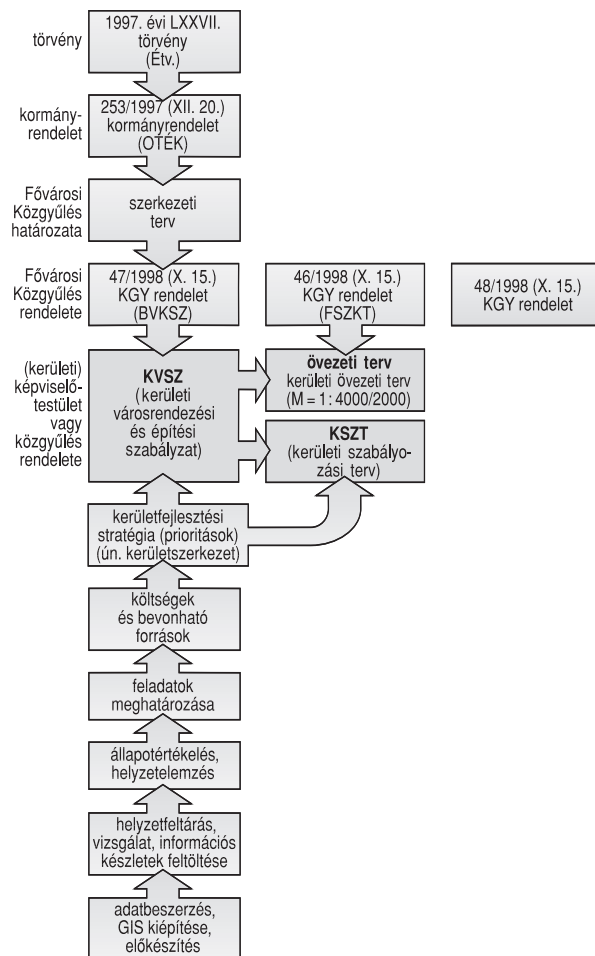 törvény
1997. évi LXXVII.
törvény
(Étv.)
kormány-
rendelet
253/1997 (XII. 20.)
kormányrendelet
(OTÉK)
Fővárosi
Közgyűlés
határozata
szerkezeti
terv
Fővárosi
Közgyűlés
rendelete
47/1998 (X. 15.)
KGY rendelet
(BVKSZ)
46/1998 (X. 15.)
KGY rendelet
(FSZKT)
48/1998 (X. 15.)
KGY rendelet
(kerületi)
képviselő-
testület
vagy
közgyűlés
rendelete
KVSZ
(kerületi
városrendezési
és építési
szabályzat)
övezeti terv
kerületi övezeti terv
(M = 1 : 4000/2000)
KSZT
(kerületi szabályo-
zási terv)
kerületfejlesztési
stratégia (prioritások)
(ún. kerületszerkezet)
költségek
és bevonható
források
feladatok
meghatározása
állapotértékelés,
helyzetelemzés
helyzetfeltárás,
vizsgálat, információs
készletek feltöltése
adatbeszerzés,
GIS kiépítése,
előkészítés